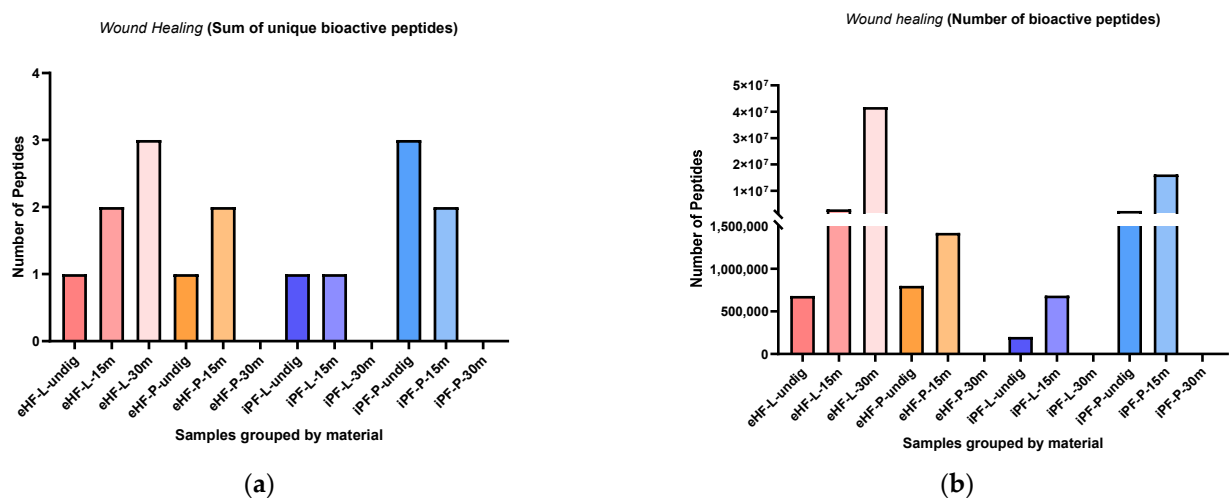 Wound Healing (Sum of unique bioactive peptides)
4
3
2
1
0
Number of Peptides
eHF-L-undig
eHF-L-15m
eHF-L-30m
eHF-P-undig
eHF-P-15m
eHF-P-30m
iPF-L-undig
iPF-L-15m
iPF-L-30m
iPF-P-undig
iPF-P-15m
iPF-P-30m
Samples grouped by material
(a)
Wound healing (Number of bioactive peptides)
5×10⁷
4×10⁷
3×10⁷
2×10⁷
1×10⁷
1,500,000
1,000,000
500,000
0
Number of Peptides
eHF-L-undig
eHF-L-15m
eHF-L-30m
eHF-P-undig
eHF-P-15m
eHF-P-30m
iPF-L-undig
iPF-L-15m
iPF-L-30m
iPF-P-undig
iPF-P-15m
iPF-P-30m
Samples grouped by material
(b)